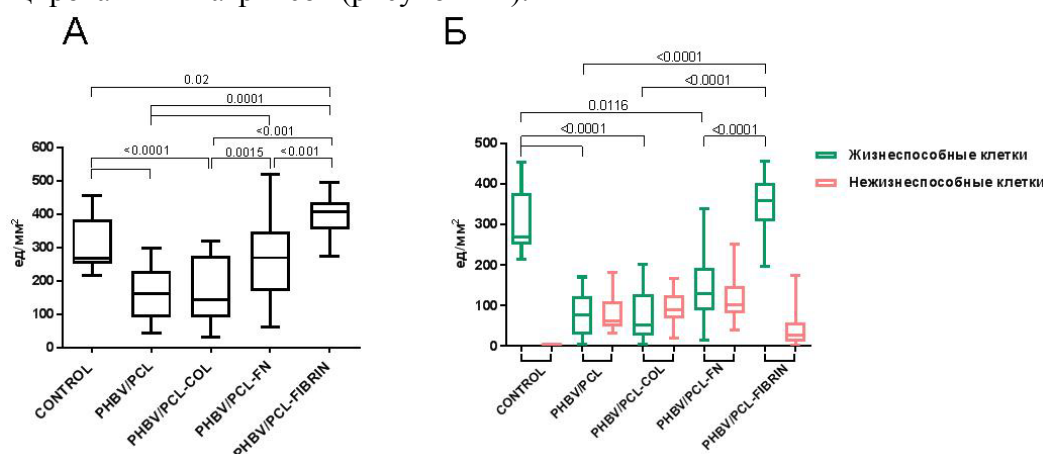 А
0.02
0.0001
<0.001
<0.0001
0.0015
<0.001
600
500
400
300
200
100
0
ед/мм²
CONTROL
PHBV/PCL
PHBV/PCL-COL
PHBV/PCL-FN
PHBV/PCL-FIBRIN
Б
<0.0001
<0.0001
0.0116
<0.0001
<0.0001
500
400
300
200
100
0
ед/мм²
CONTROL
PHBV/PCL
PHBV/PCL-COL
PHBV/PCL-FN
PHBV/PCL-FIBRIN
Жизнеспособные клетки
Нежизнеспособные клетки